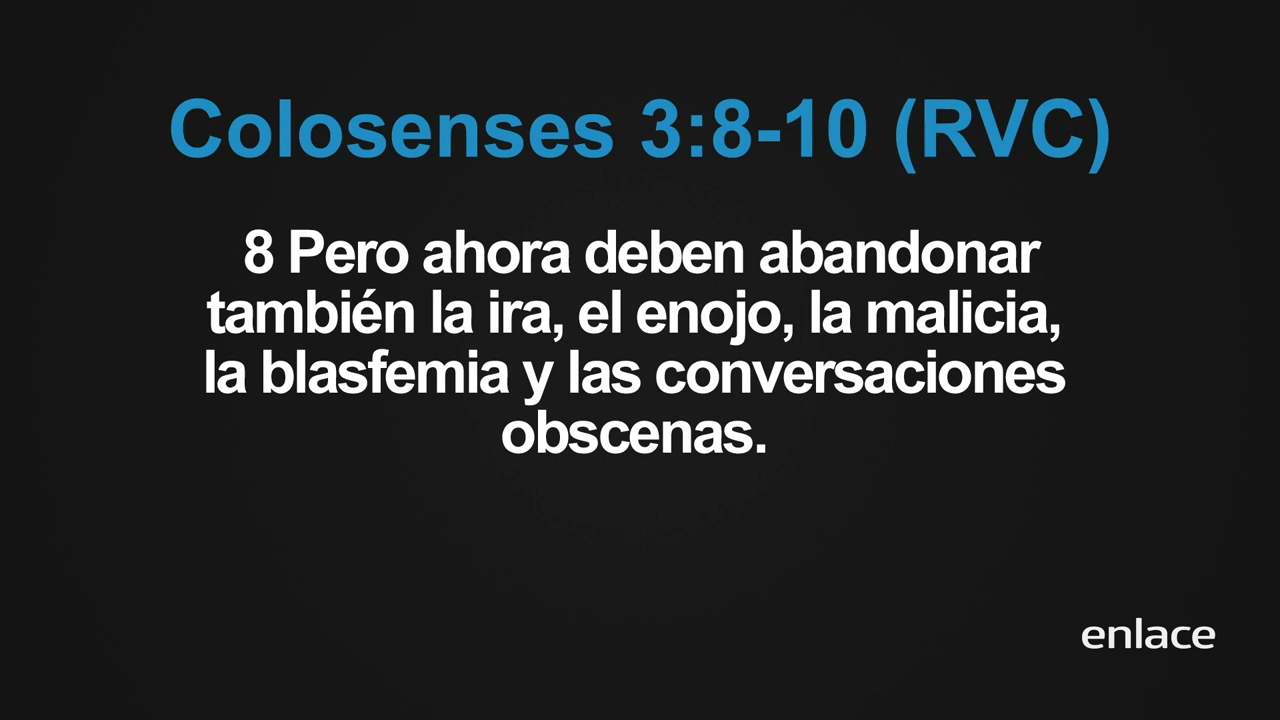 Colosenses 3:8-10 (RVC)
8 Pero ahora deben abandonar
también la ira, el enojo, la malicia,
la blasfemia y las conversaciones
obscenas.
enlace